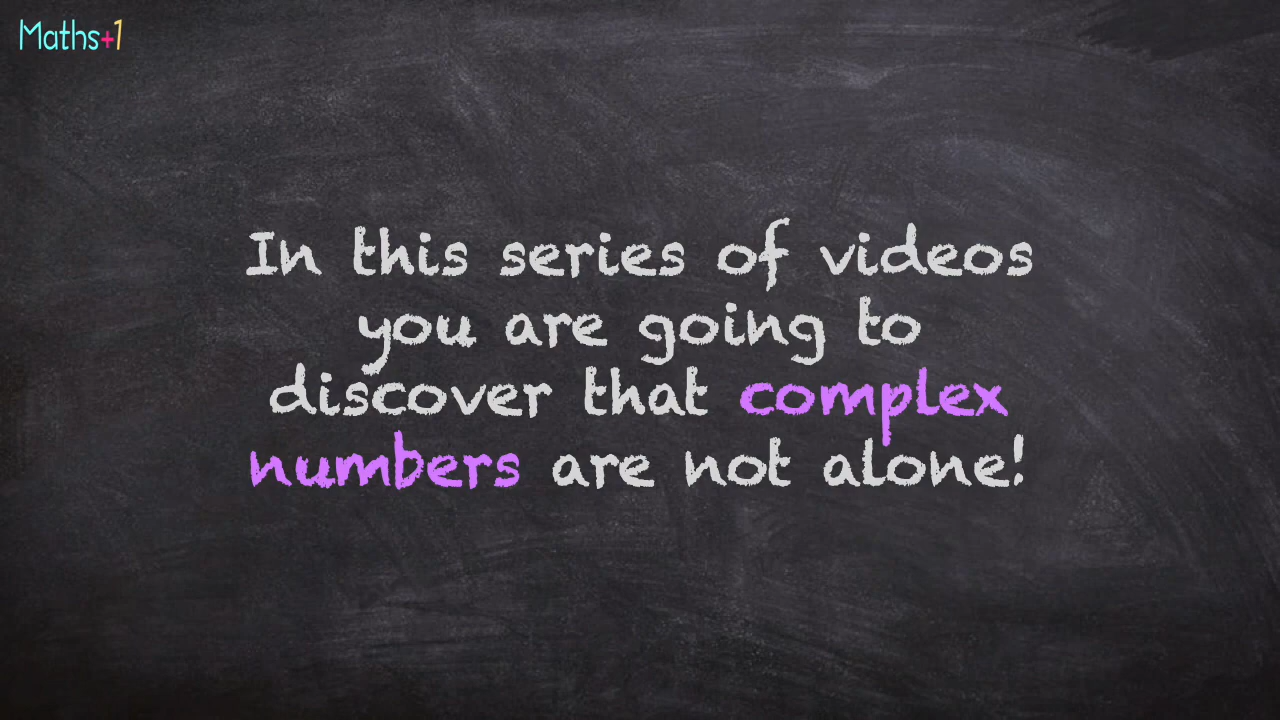 Maths+1
In this series of videos
you are going to
discover that complex
numbers are not alone!